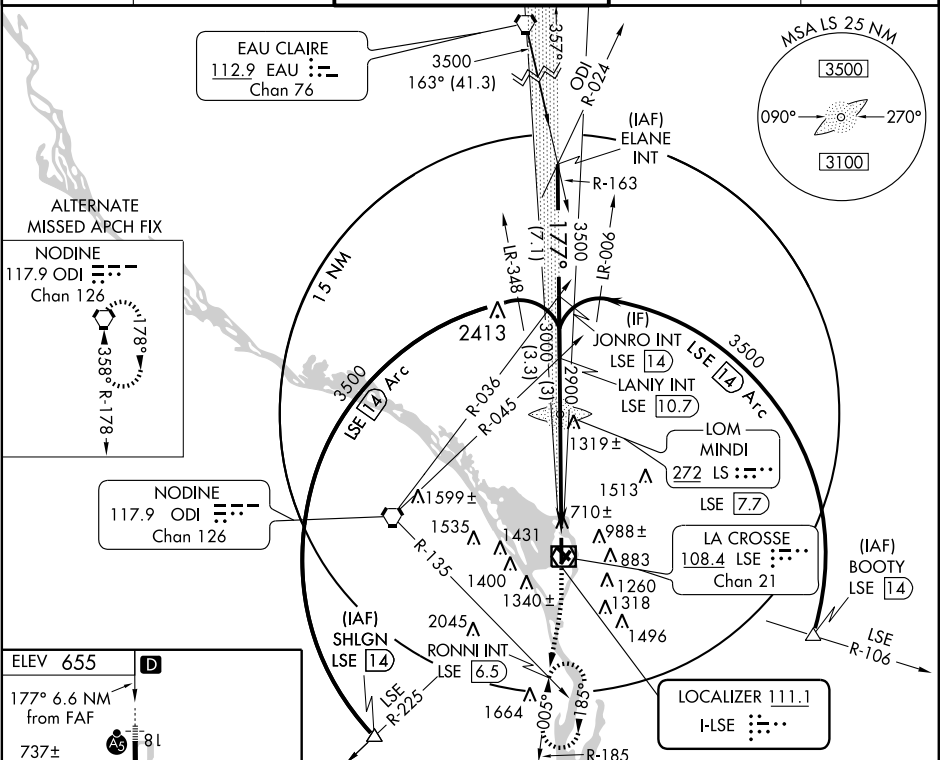 EAU CLAIRE
112.9 EAU
Chan 76
3500
163° (41.3)
357°
ODI
R-024
MSA LS 25 NM
3500
090°
270°
3100
(IAF)
ELANE
INT
R-163
ALTERNATE
MISSED APCH FIX
NODINE
117.9 ODI
Chan 126
178°
358°
R-178
15 NM
LR-348
(7.1)
177°
3500
LR-006
2413
3500
LSE 14 Arc
(IF)
JONRO INT
LSE 14
3500
LSE 14 Arc
3000
(3.3)
(3)
2900
LANIY INT
LSE 10.7
R-036
R-045
1319±
LOM
MINDI
272 LS
LSE 7.7
1513
NODINE
117.9 ODI
Chan 126
1599±
710±
1535
1431
988±
883
1400
1260
1340±
1318
1496
LA CROSSE
108.4 LSE
Chan 21
(IAF)
BOOTY
LSE 14
R-135
2045
(IAF)
SHLGN
LSE 14
RONNI INT
LSE 6.5
LSE
R-106
LSE
R-225
1664
005°
185°
R-185
LOCALIZER 111.1
I-LSE
ELEV 655
D
177° 6.6 NM
from FAF
A5
18
737±